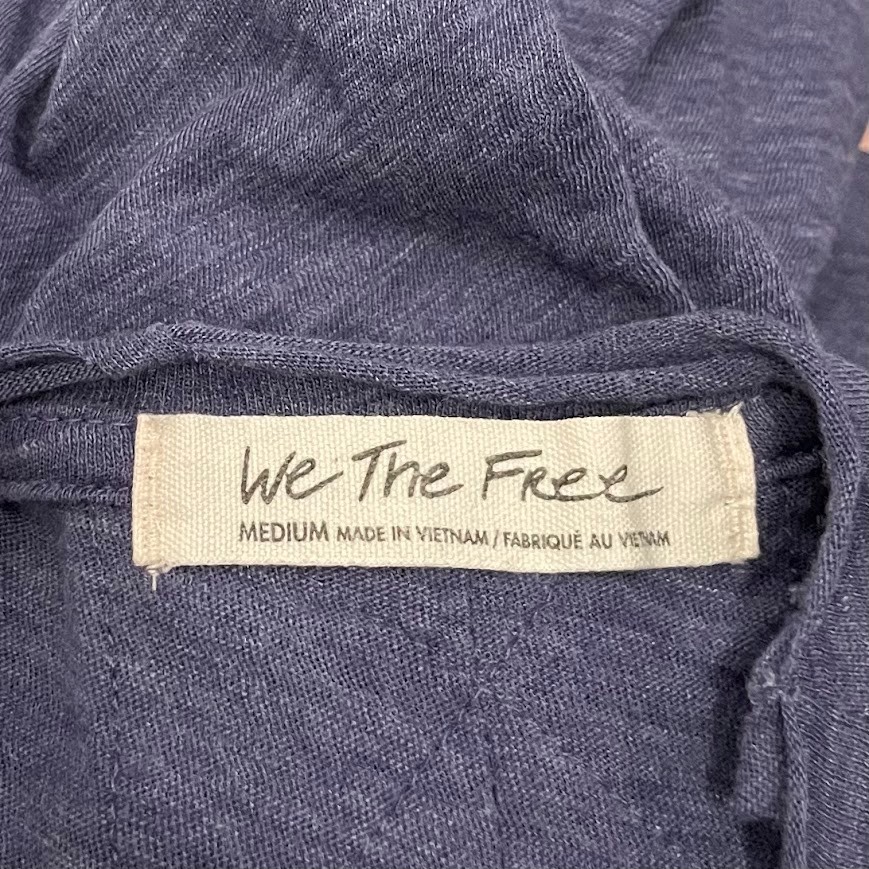 We The Free
MEDIUM MADE IN VIETNAM / FABRIQUÉ AU VIETNAM